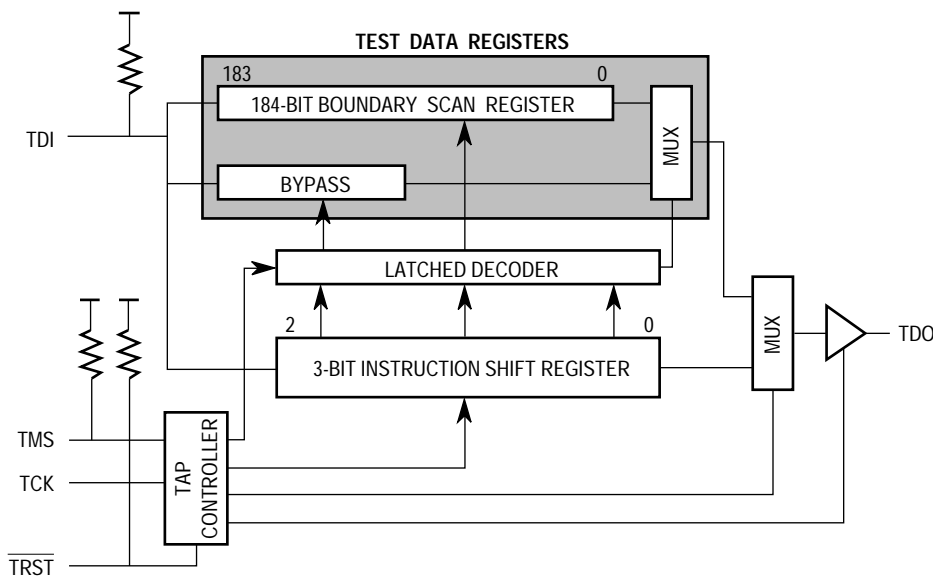 TEST DATA REGISTERS
183 0
184-BIT BOUNDARY SCAN REGISTER
MUX
TDI
BYPASS
LATCHED DECODER
2 0
3-BIT INSTRUCTION SHIFT REGISTER
MUX
TDO
TMS
TAP
CONTROLLER
TCK
TRST